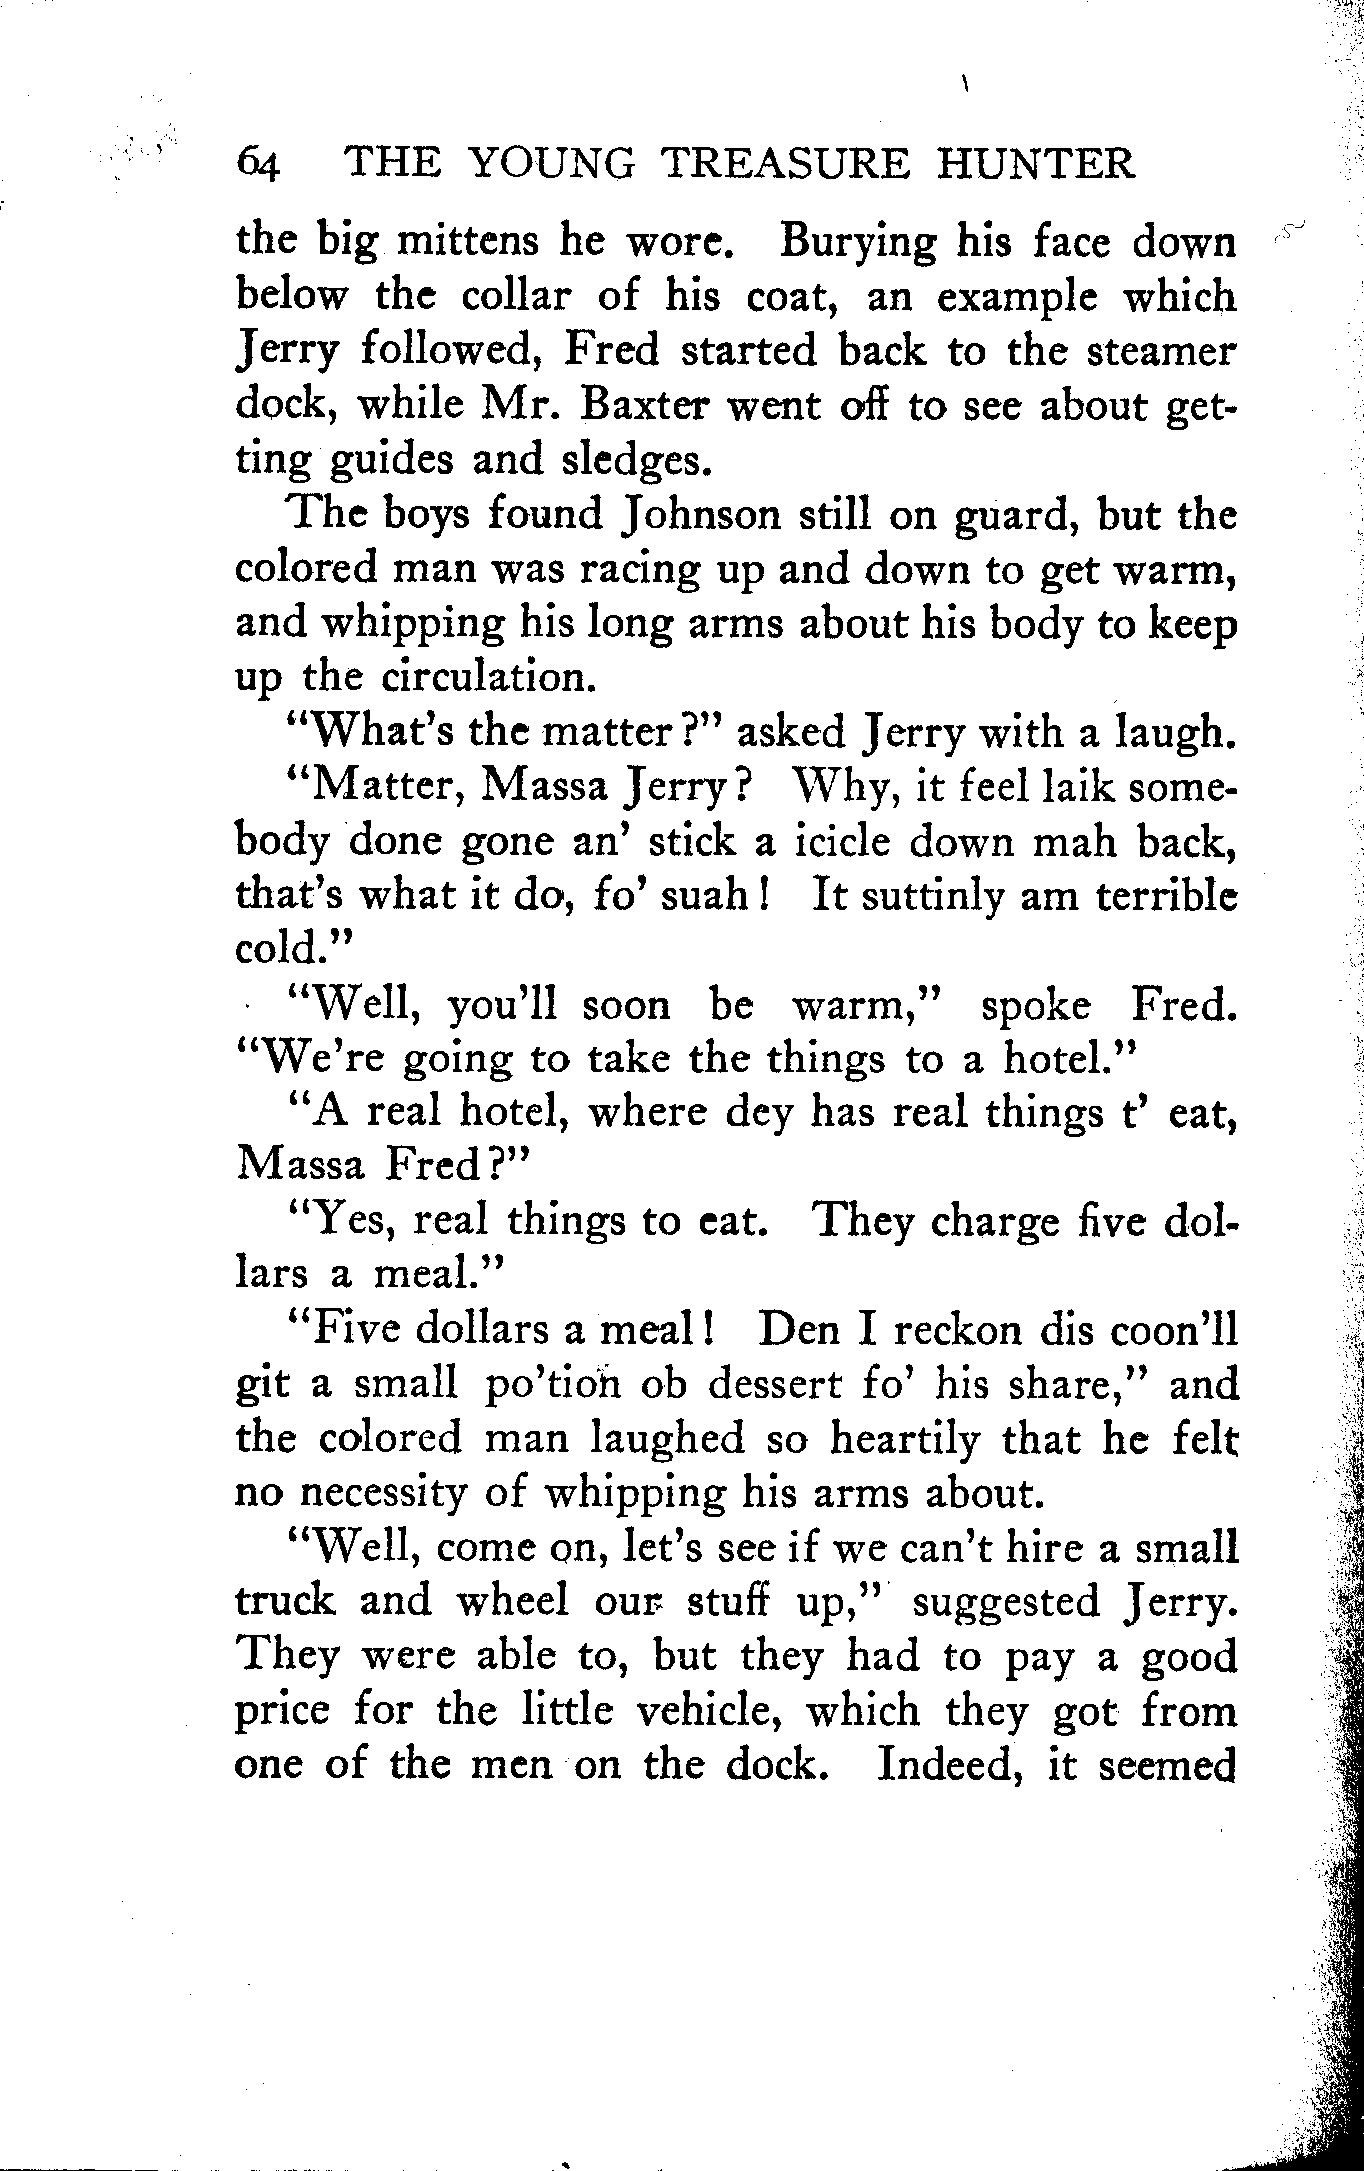 64 THE YOUNG TREASURE HUNTER
the big mittens he wore. Burying his face down
below the collar of his coat, an example which
Jerry followed, Fred started back to the steamer
dock, while Mr. Baxter went off to see about get-
ting guides and sledges.
The boys found Johnson still on guard, but the
colored man was racing up and down to get warm,
and whipping his long arms about his body to keep
up the circulation.
“What’s the matter?” asked Jerry with a laugh.
“Matter, Massa Jerry? Why, it feel laik some-
body done gone an’ stick a icicle down mah back,
that’s what it do, fo’ suah! It suttinly am terrible
cold.”
“Well, you’ll soon be warm,” spoke Fred.
“We’re going to take the things to a hotel.”
“A real hotel, where dey has real things t’ eat,
Massa Fred?”
“Yes, real things to eat. They charge five dol-
lars a meal.”
“Five dollars a meal! Den I reckon dis coon’ll
git a small po’tion ob dessert fo’ his share,” and
the colored man laughed so heartily that he felt
no necessity of whipping his arms about.
“Well, come on, let’s see if we can’t hire a small
truck and wheel our stuff up,” suggested Jerry.
They were able to, but they had to pay a good
price for the little vehicle, which they got from
one of the men on the dock. Indeed, it seemed